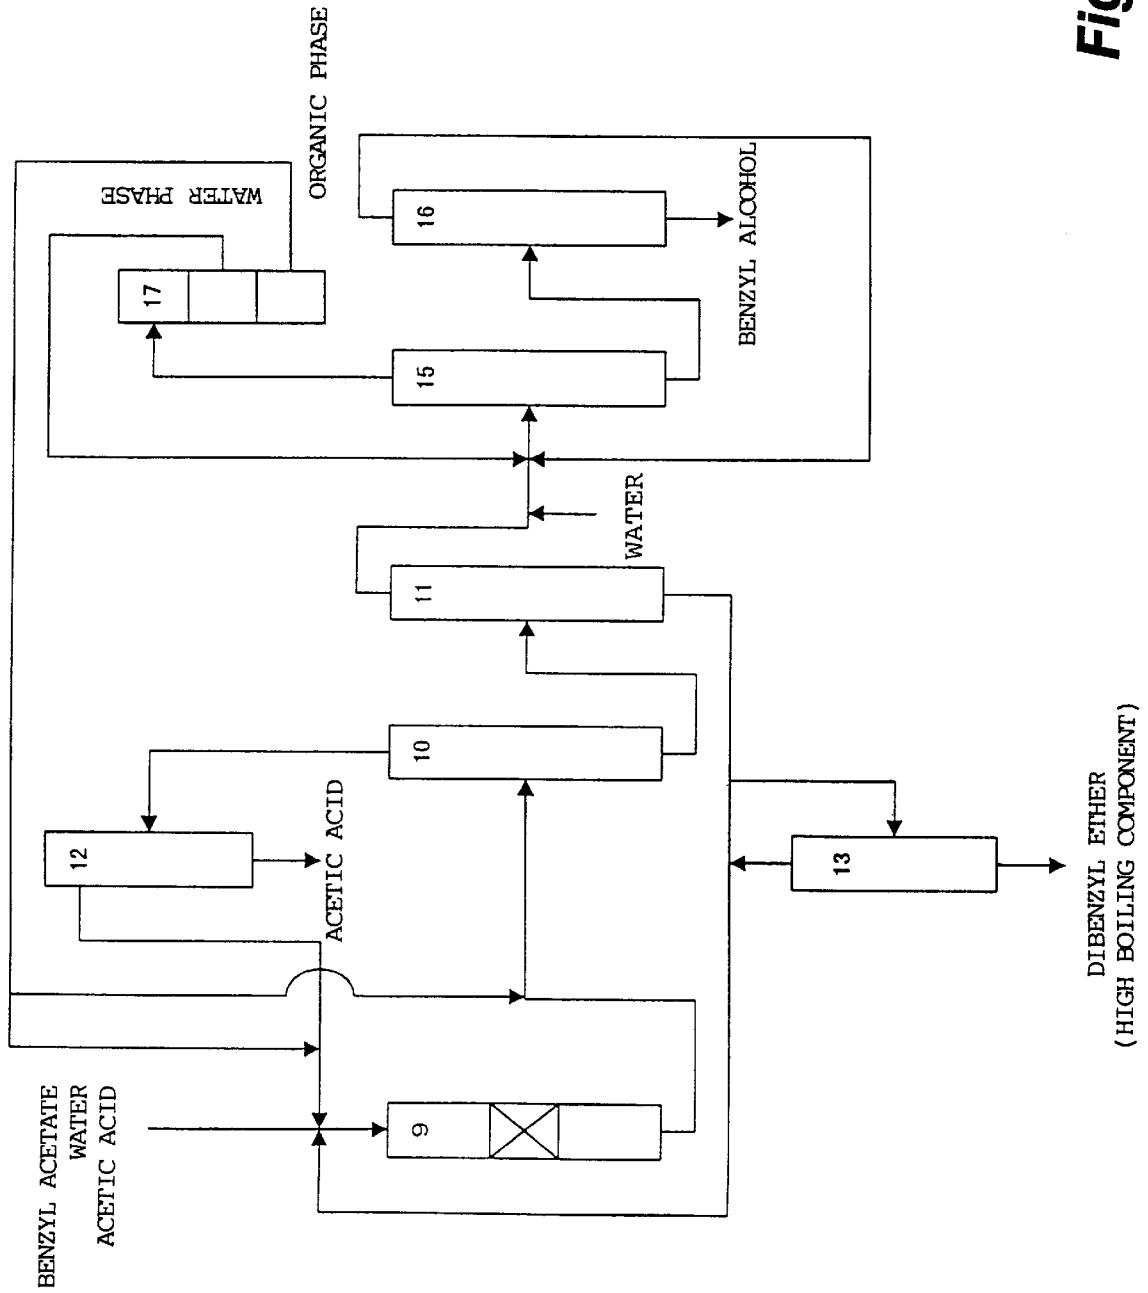 BENZYL ACETATE
WATER
ACETIC ACID
9
12
ACETIC ACID
10
11
WATER
13
DIBENZYL ETHER
(HIGH BOILING COMPONENT)
15
17
WATER PHASE
ORGANIC PHASE
16
BENZYL ALCOHOL
Fig